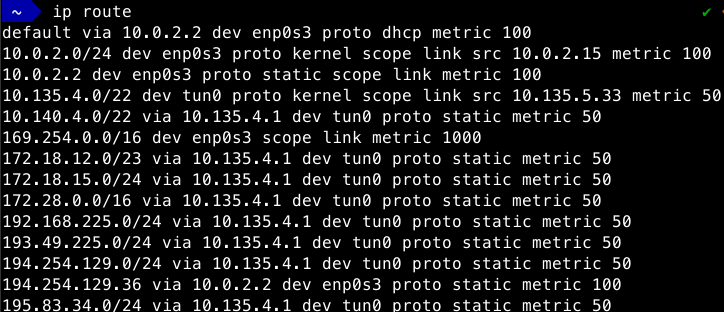 ~ ip route ✔
default via 10.0.2.2 dev enp0s3 proto dhcp metric 100
10.0.2.0/24 dev enp0s3 proto kernel scope link src 10.0.2.15 metric 100
10.0.2.2 dev enp0s3 proto static scope link metric 100
10.135.4.0/22 dev tun0 proto kernel scope link src 10.135.5.33 metric 50
10.140.4.0/22 via 10.135.4.1 dev tun0 proto static metric 50
169.254.0.0/16 dev enp0s3 scope link metric 1000
172.18.12.0/23 via 10.135.4.1 dev tun0 proto static metric 50
172.18.15.0/24 via 10.135.4.1 dev tun0 proto static metric 50
172.28.0.0/16 via 10.135.4.1 dev tun0 proto static metric 50
192.168.225.0/24 via 10.135.4.1 dev tun0 proto static metric 50
193.49.225.0/24 via 10.135.4.1 dev tun0 proto static metric 50
194.254.129.0/24 via 10.135.4.1 dev tun0 proto static metric 50
194.254.129.36 via 10.0.2.2 dev enp0s3 proto static metric 100
195.83.34.0/24 via 10.135.4.1 dev tun0 proto static metric 50